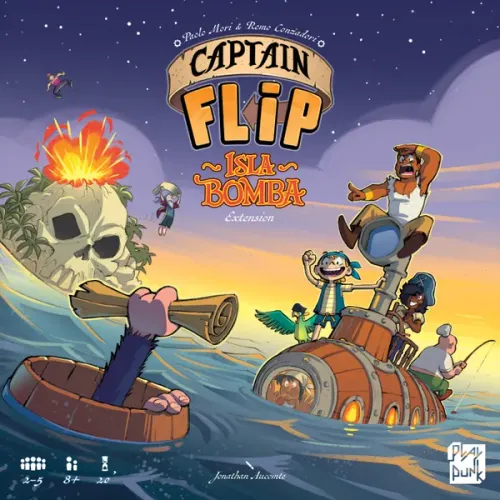 Paolo Mori & Remo Conzadori
CAPTAIN
FLIP
~ ISLA ~
BOMBA
Extension
2-5 8+ 20'
Jonathan Aucomte
PLAY
PUNK